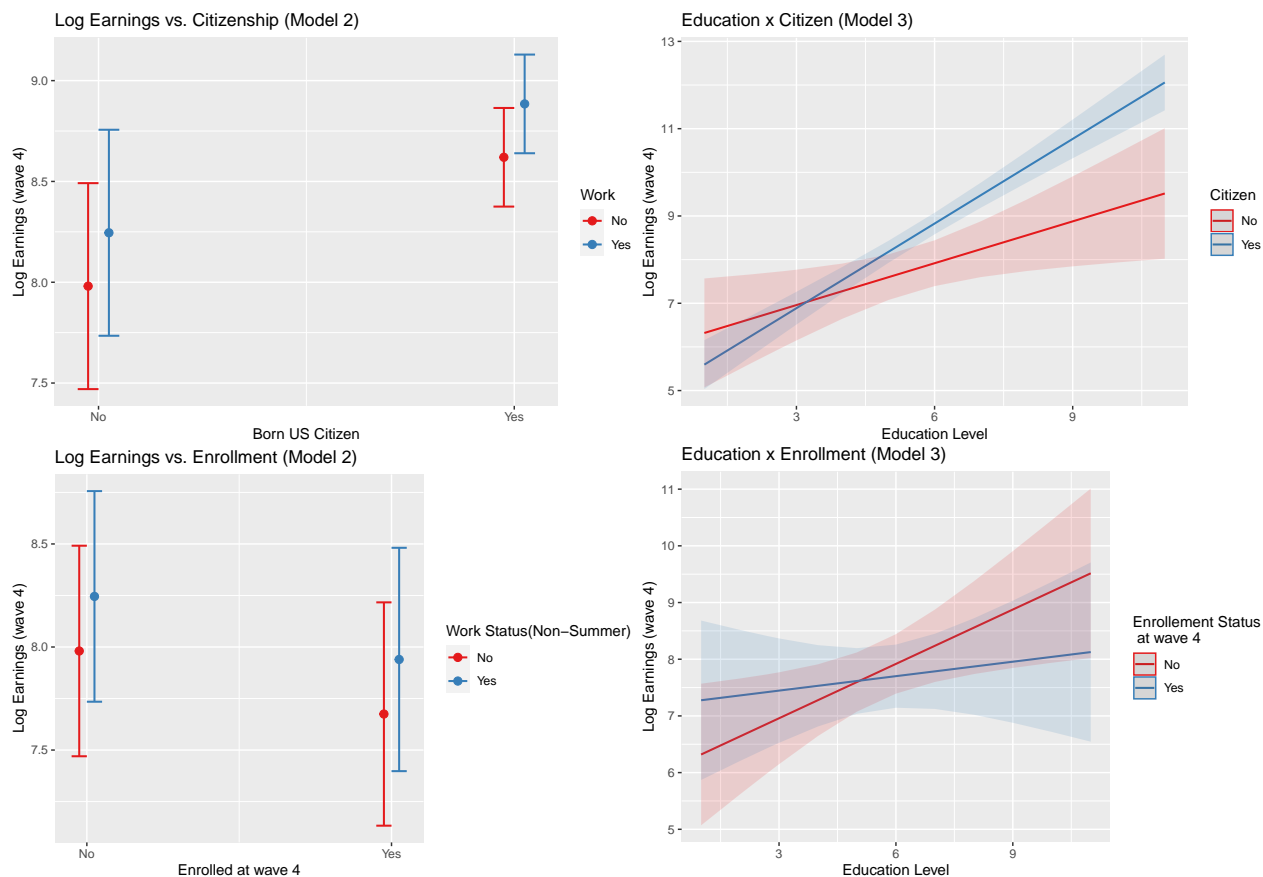 Log Earnings vs. Citizenship (Model 2)
9.0
8.5
8.0
7.5
Log Earnings (wave 4)
No
Yes
Born US Citizen
Work
No
Yes
Education x Citizen (Model 3)
13
11
9
7
5
Log Earnings (wave 4)
3
6
9
Education Level
Citizen
No
Yes
Log Earnings vs. Enrollment (Model 2)
8.5
8.0
7.5
Log Earnings (wave 4)
No
Yes
Enrolled at wave 4
Work Status(Non−Summer)
No
Yes
Education x Enrollment (Model 3)
11
10
9
8
7
6
5
Log Earnings (wave 4)
3
6
9
Education Level
Enrollement Status
at wave 4
No
Yes